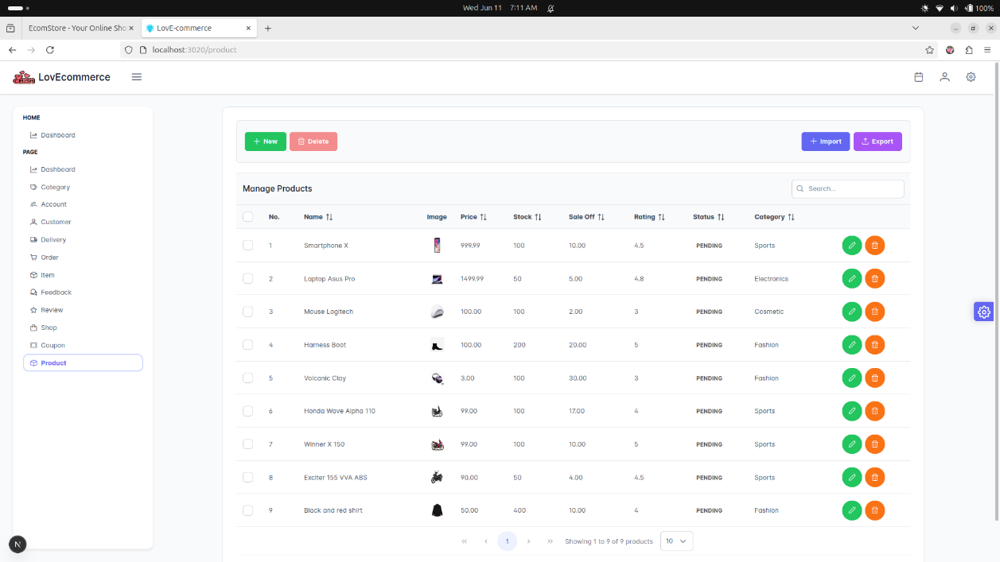 Wed Jun 11 7:11 AM 100%
EcomStore - Your Online Sho LovE-commerce
localhost:3020/product
CRUSH LovEcommerce
HOME
Dashboard
PAGE
Dashboard
Category
Account
Customer
Delivery
Order
Item
Feedback
Review
Shop
Coupon
Product
New Delete Import Export
Manage Products Search...
No. Name Image Price Stock Sale Off Rating Status Category
1 Smartphone X 999.99 100 10.00 4.5 PENDING Sports
2 Laptop Asus Pro 1499.99 50 5.00 4.8 PENDING Electronics
3 Mouse Logitech 100.00 100 2.00 3 PENDING Cosmetic
4 Harness Boot 100.00 200 20.00 5 PENDING Fashion
5 Volcanic Clay 3.00 100 30.00 3 PENDING Fashion
6 Honda Wave Alpha 110 99.00 100 17.00 4 PENDING Sports
7 Winner X 150 99.00 100 10.00 5 PENDING Sports
8 Exciter 155 VVA ABS 90.00 50 4.00 4.5 PENDING Sports
9 Black and red shirt 50.00 400 10.00 4 PENDING Fashion
1 Showing 1 to 9 of 9 products 10
N